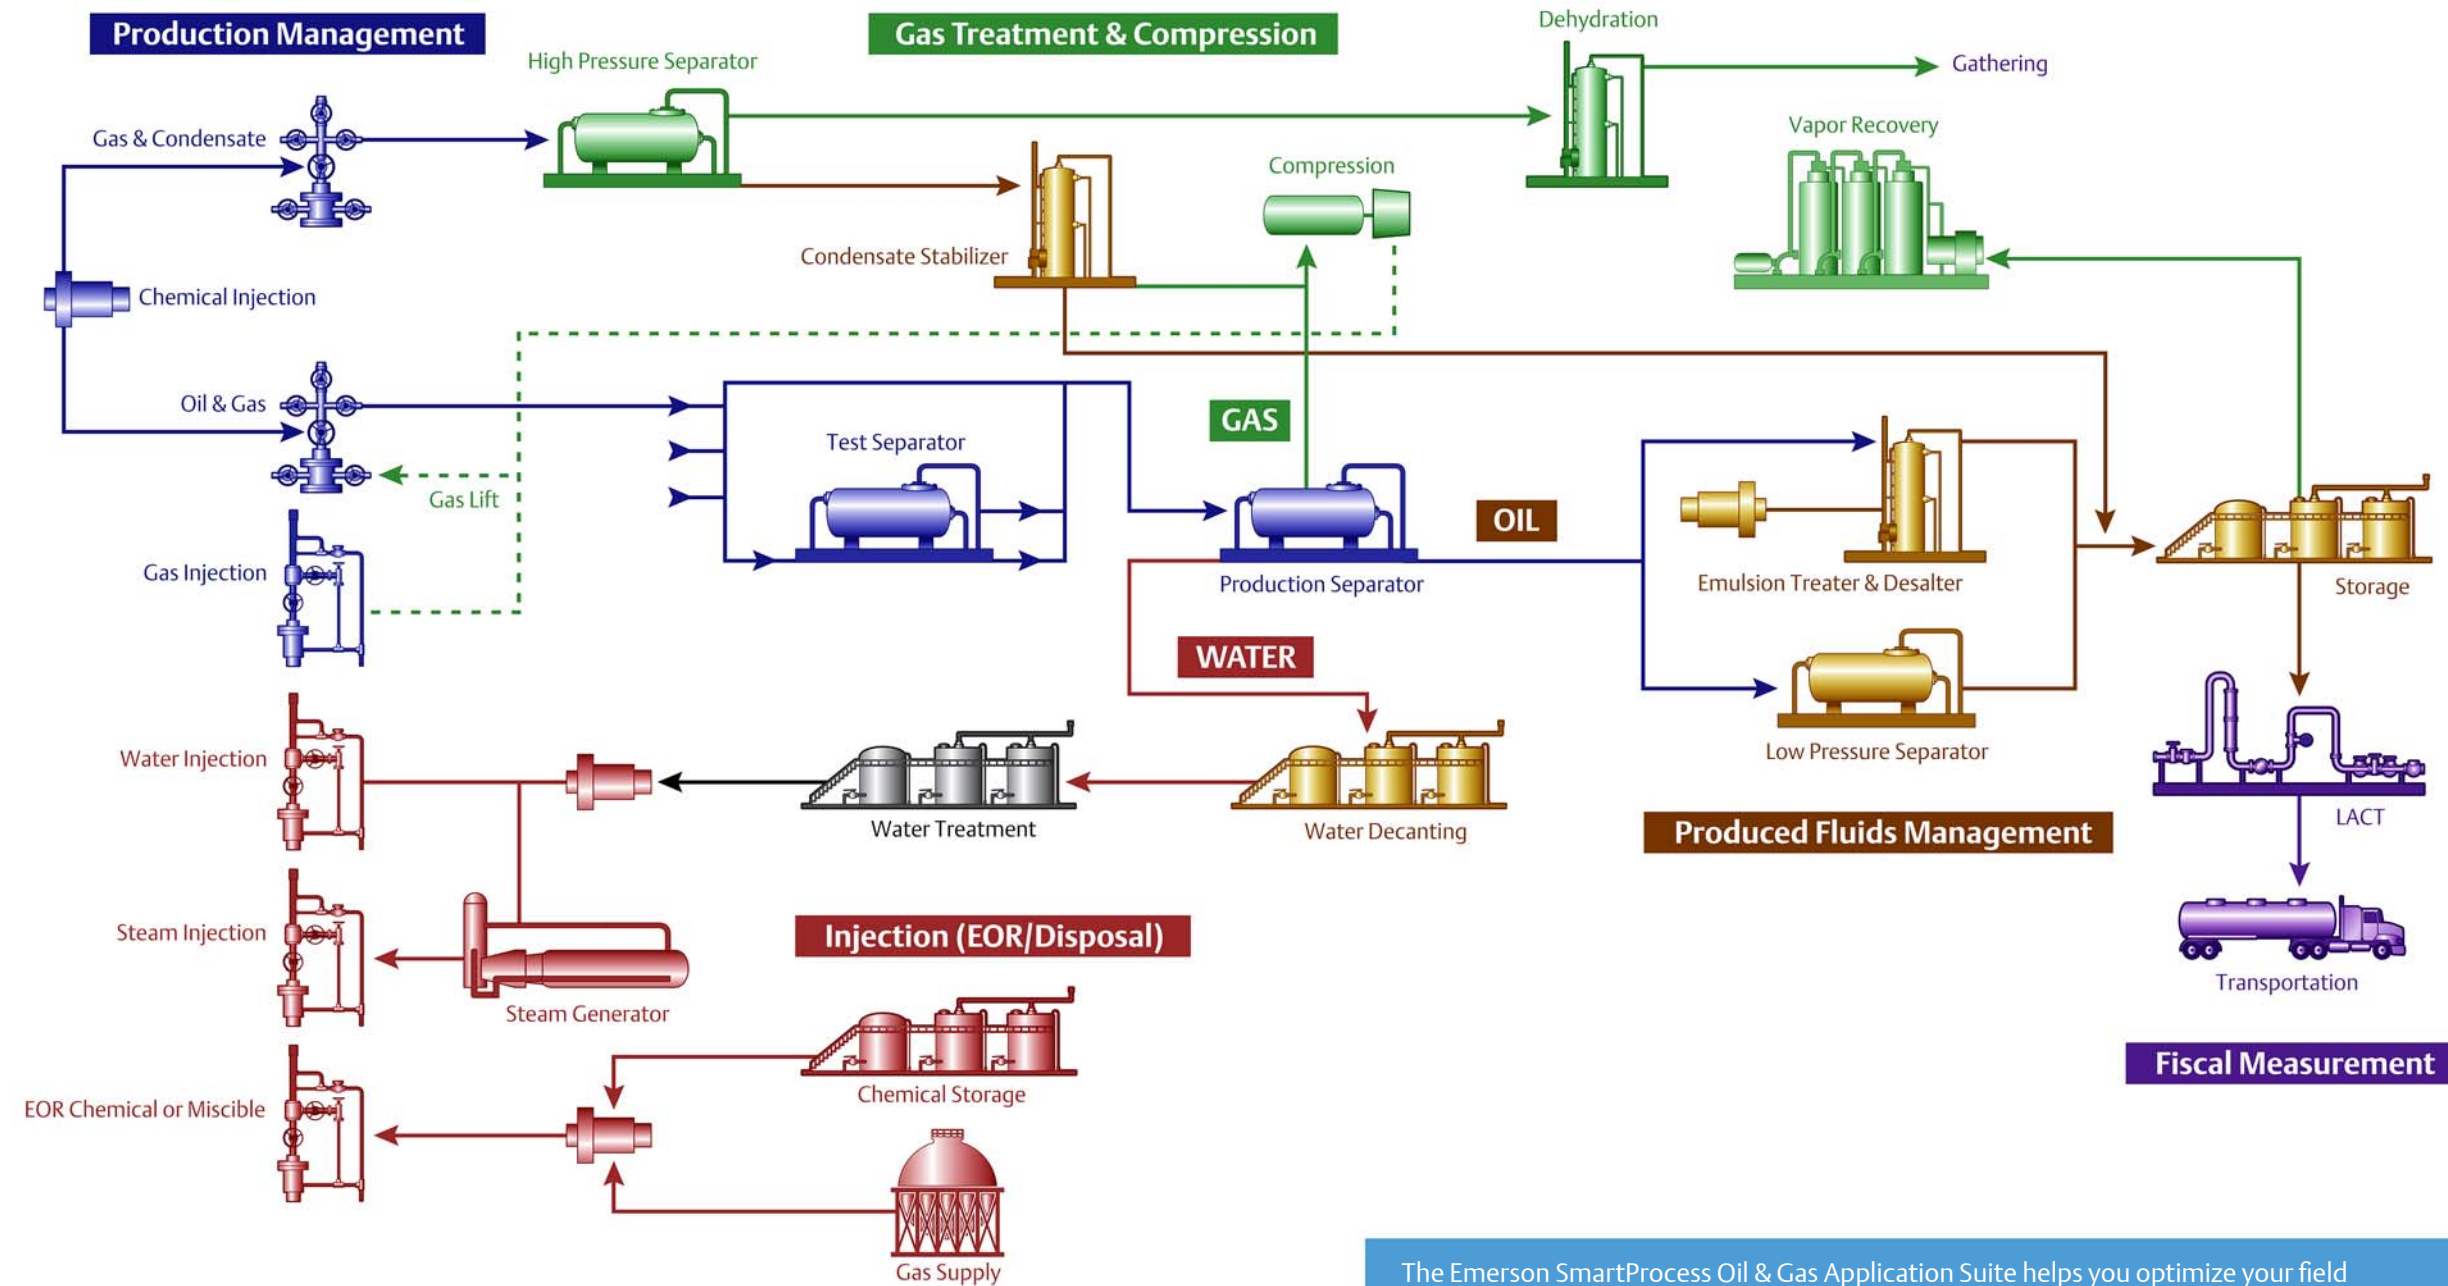 Production Management
Gas Treatment & Compression
Dehydration
High Pressure Separator
Gathering
Vapor Recovery
Gas & Condensate
Compression
Condensate Stabilizer
Chemical Injection
Oil & Gas
GAS
Test Separator
Gas Lift
OIL
Gas Injection
Production Separator
Emulsion Treater & Desalter
Storage
WATER
Water Injection
Low Pressure Separator
LACT
Water Treatment
Water Decanting
Produced Fluids Management
Steam Injection
Injection (EOR/Disposal)
Transportation
Steam Generator
Fiscal Measurement
Chemical Storage
EOR Chemical or Miscible
Gas Supply
The Emerson SmartProcess Oil & Gas Application Suite helps you optimize your field